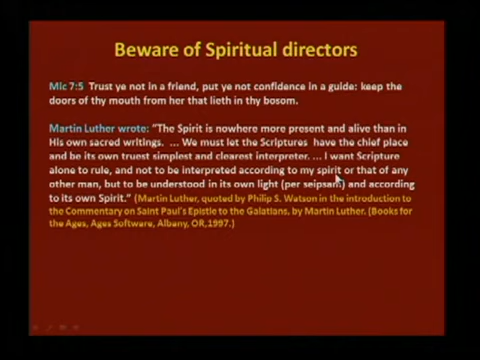 Beware of Spiritual directors
Mic 7:5 Trust ye not in a friend, put ye not confidence in a guide: keep the
doors of thy mouth from her that lieth in thy bosom.
Martin Luther wrote: “The Spirit is nowhere more present and alive than in
His own sacred writings. … We must let the Scriptures have the chief place
and be its own truest simplest and clearest interpreter. … I want Scripture
alone to rule, and not to be interpreted according to my spirit or that of any
other man, but to be understood in its own light (per seipsam) and according
to its own Spirit.” (Martin Luther, quoted by Philip S. Watson in the introduction to
the Commentary on Saint Paul's Epistle to the Galatians, by Martin Luther. (Books for
the Ages, Ages Software, Albany, OR,1997.)